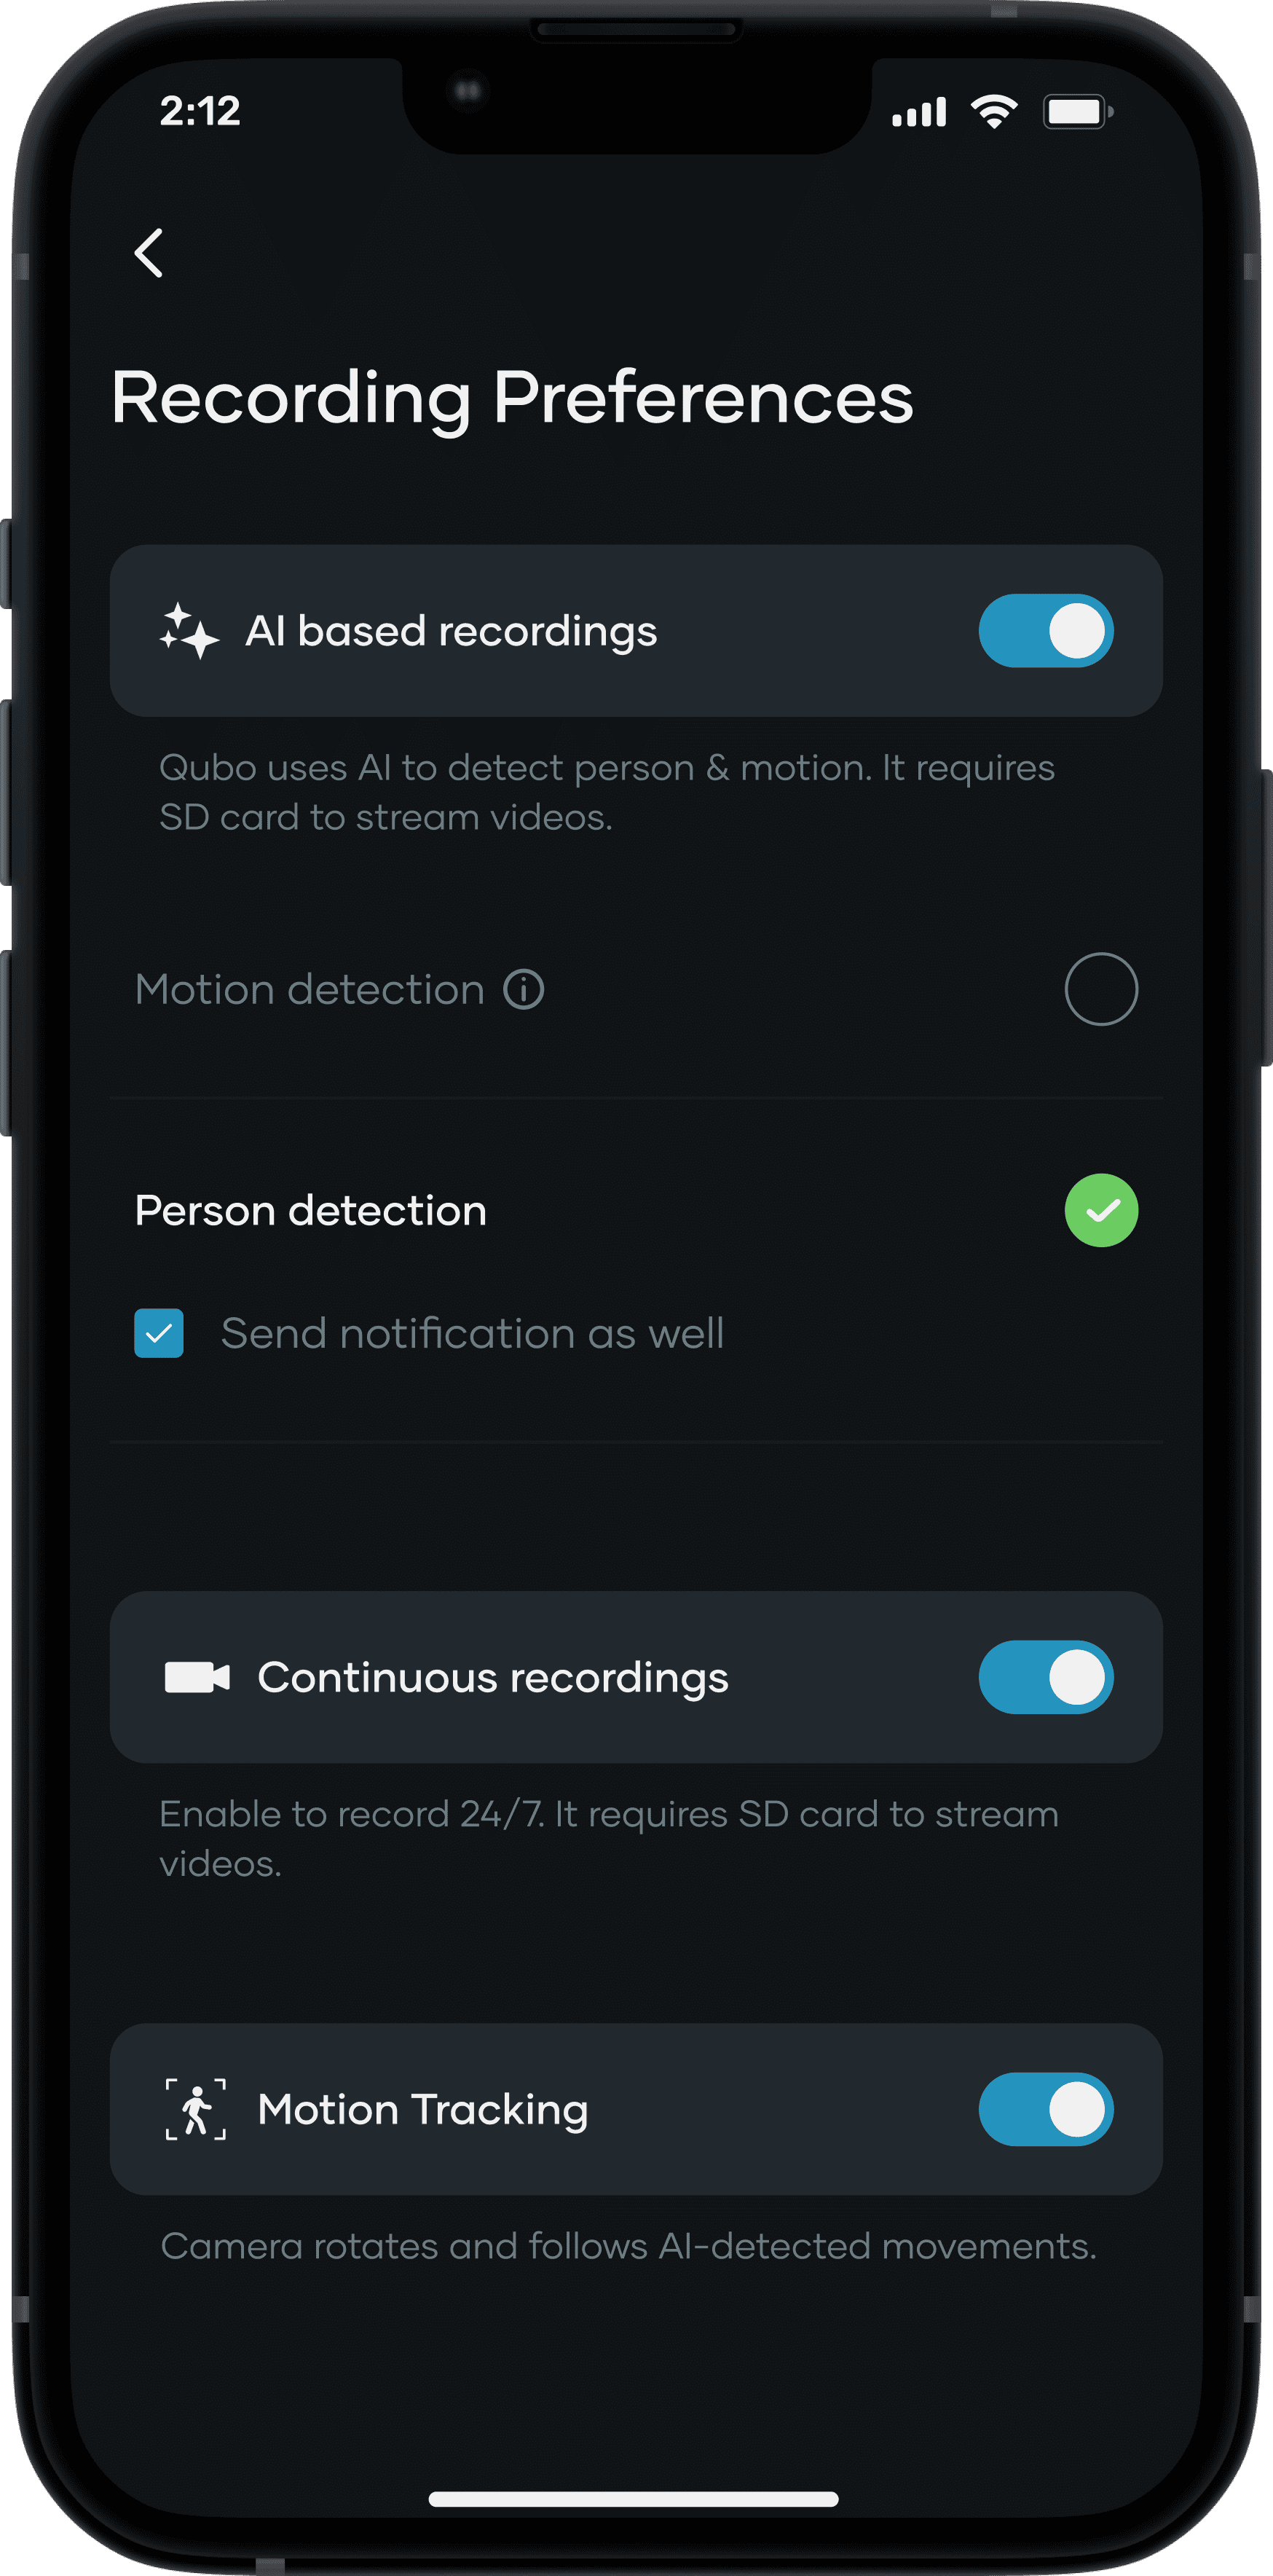 2:12
Recording Preferences
AI based recordings
Qubo uses AI to detect person & motion. It requires
SD card to stream videos.
Motion detection
Person detection
Send notification as well
Continuous recordings
Enable to record 24/7. It requires SD card to stream
videos.
Motion Tracking
Camera rotates and follows AI-detected movements.